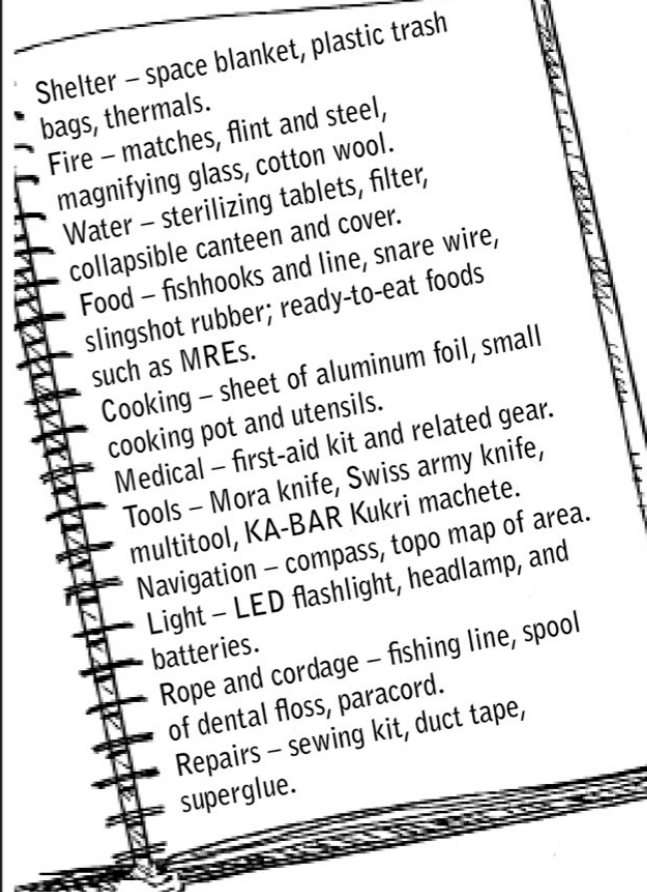 Shelter – space blanket, plastic trash
bags, thermals.
Fire – matches, flint and steel,
magnifying glass, cotton wool.
Water – sterilizing tablets, filter,
collapsible canteen and cover.
Food – fishhooks and line, snare wire,
slingshot rubber; ready-to-eat foods
such as MREs.
Cooking – sheet of aluminum foil, small
cooking pot and utensils.
Medical – first-aid kit and related gear.
Tools – Mora knife, Swiss army knife,
multitool, KA-BAR Kukri machete.
Navigation – compass, topo map of area.
Light – LED flashlight, headlamp, and
batteries.
Rope and cordage – fishing line, spool
of dental floss, paracord.
Repairs – sewing kit, duct tape,
superglue.